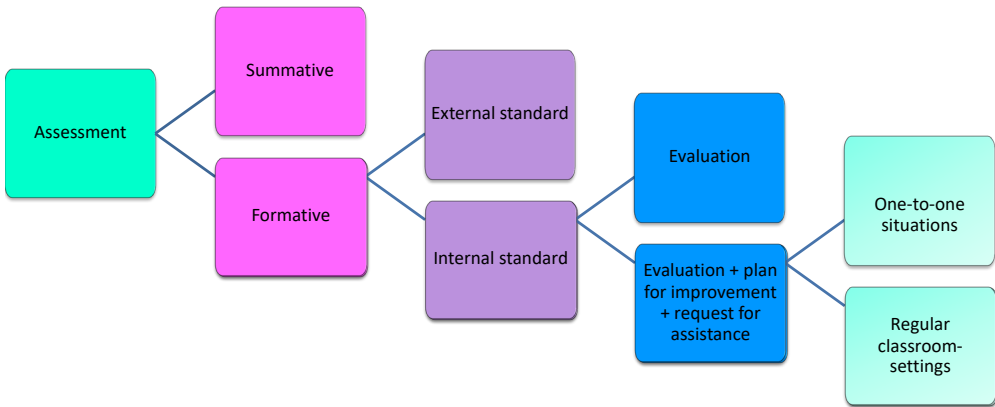 Assessment
Summative
Formative
External standard
Internal standard
Evaluation
Evaluation + plan
for improvement
+ request for
assistance
One-to-one
situations
Regular
classroom-
settings